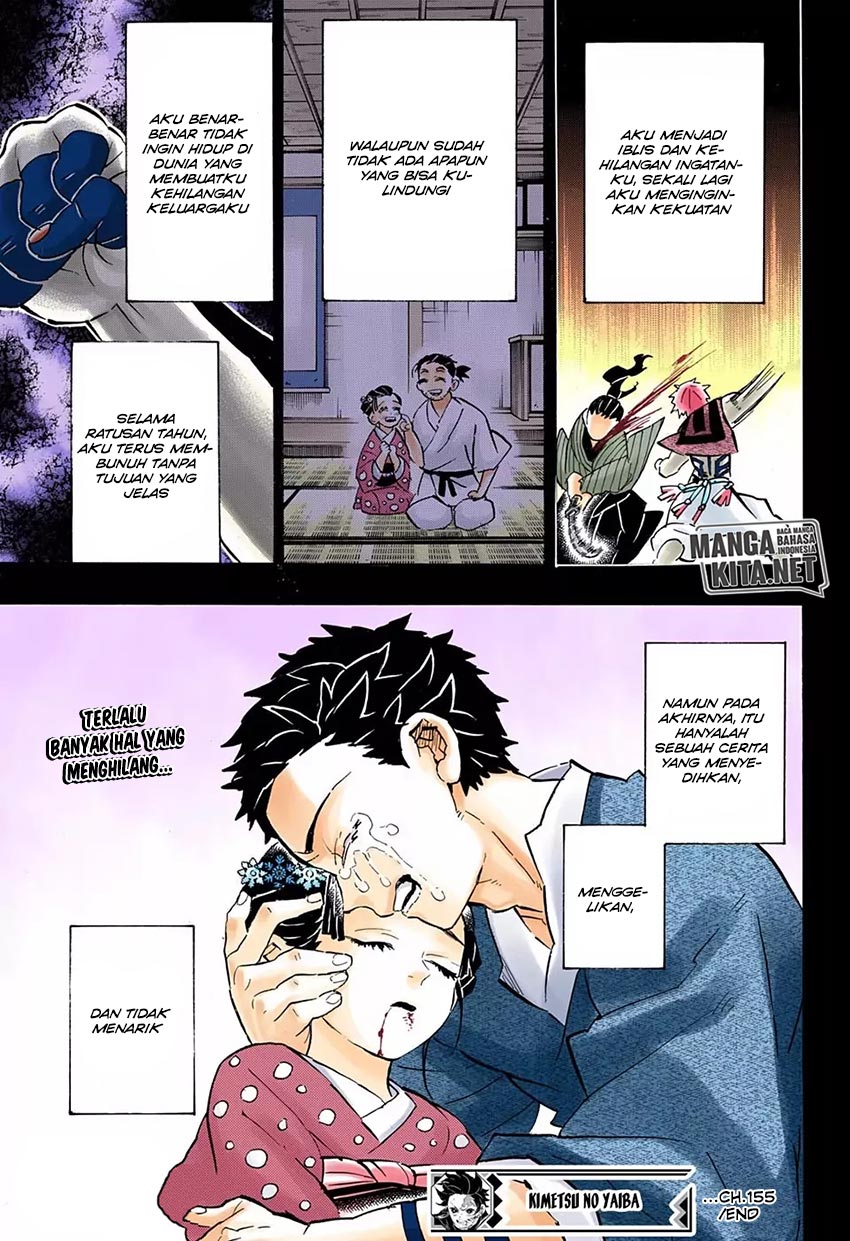 AKU MENJADI
IBLIS DAN KE-
HILANGAN INGATAN-
KU, SEKALI LAGI
AKU MENGINGIN-
KAN KEKUATAN
WALAUPUN SUDAH
TIDAK ADA APAPUN
YANG BISA KU-
LINDUNGI
AKU BENAR-
BENAR TIDAK
INGIN HIDUP DI
DUNIA YANG
MEMBUATKU
KEHILANGAN
KELUARGAKU
SELAMA
RATUSAN TAHUN,
AKU TERUS MEM-
BUNUH TANPA
TUJUAN YANG
JELAS
MANGA
KITA.NET
BACA MANGA
BAHASA
INDONESIA
NAMUN PADA
AKHIRNYA, ITU
HANYALAH
SEBUAH CERITA
YANG MENYE-
DIHKAN,
MENGGE-
LIKAN,
DAN TIDAK
MENARIK
TERLALU
BANYAK HAL YANG
MENGHILANG...
KIMETSU NO YAIBA
...CH.155
/END